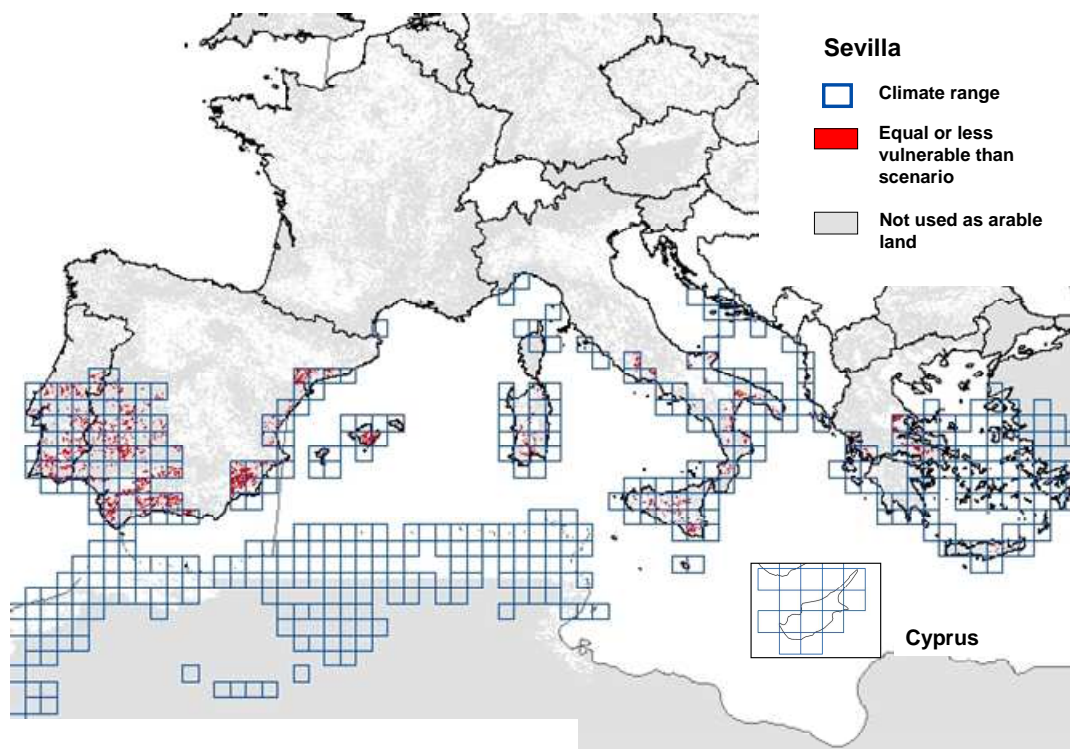 Sevilla
Climate range
Equal or less
vulnerable than
scenario
Not used as arable
land
Cyprus